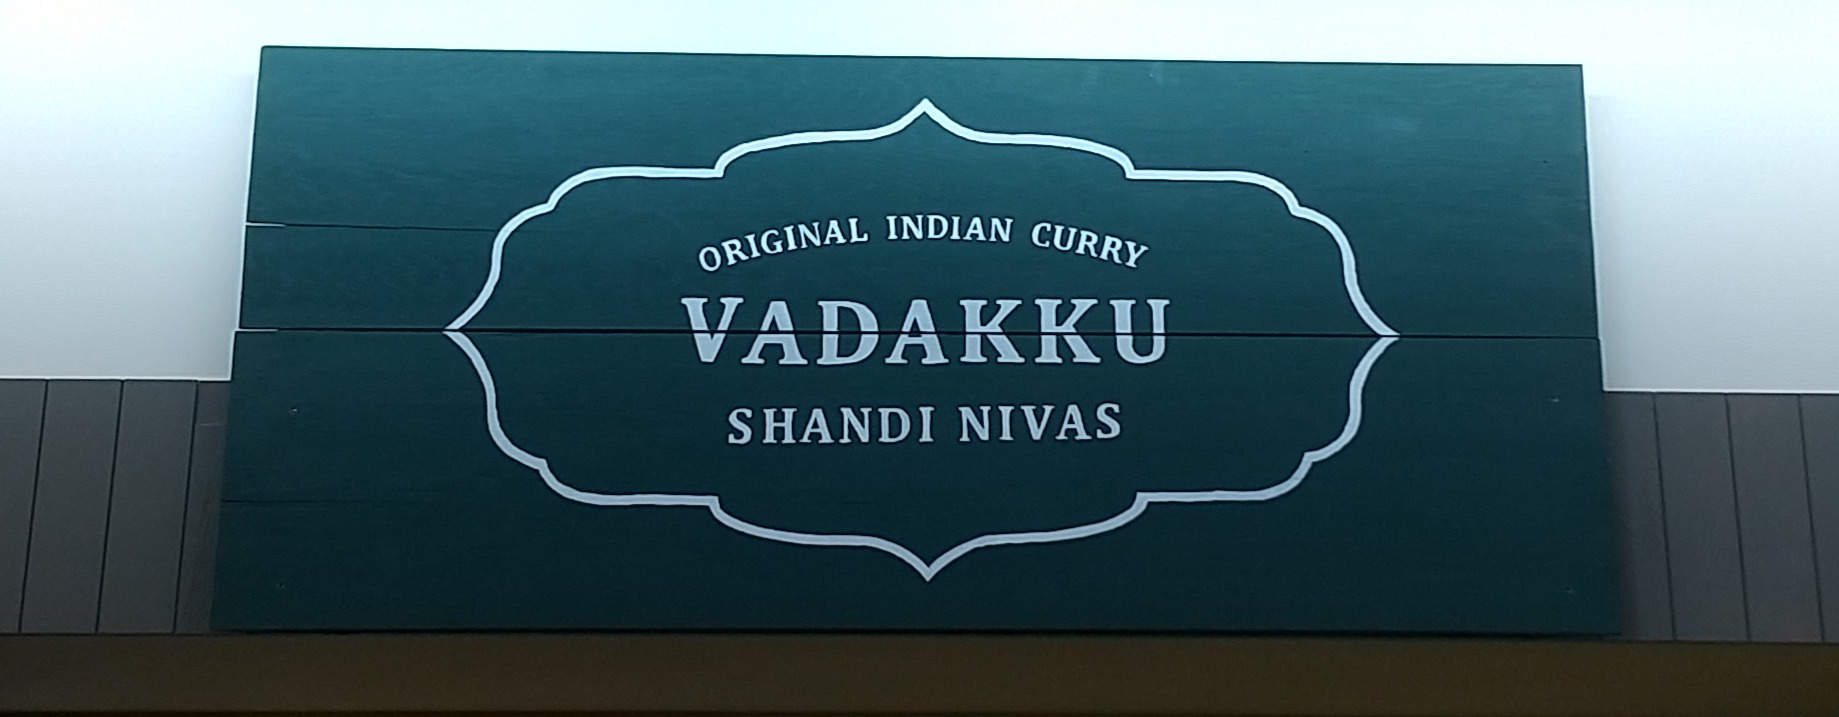 ORIGINAL INDIAN CURRY
VADAKKU
SHANDI NIVAS